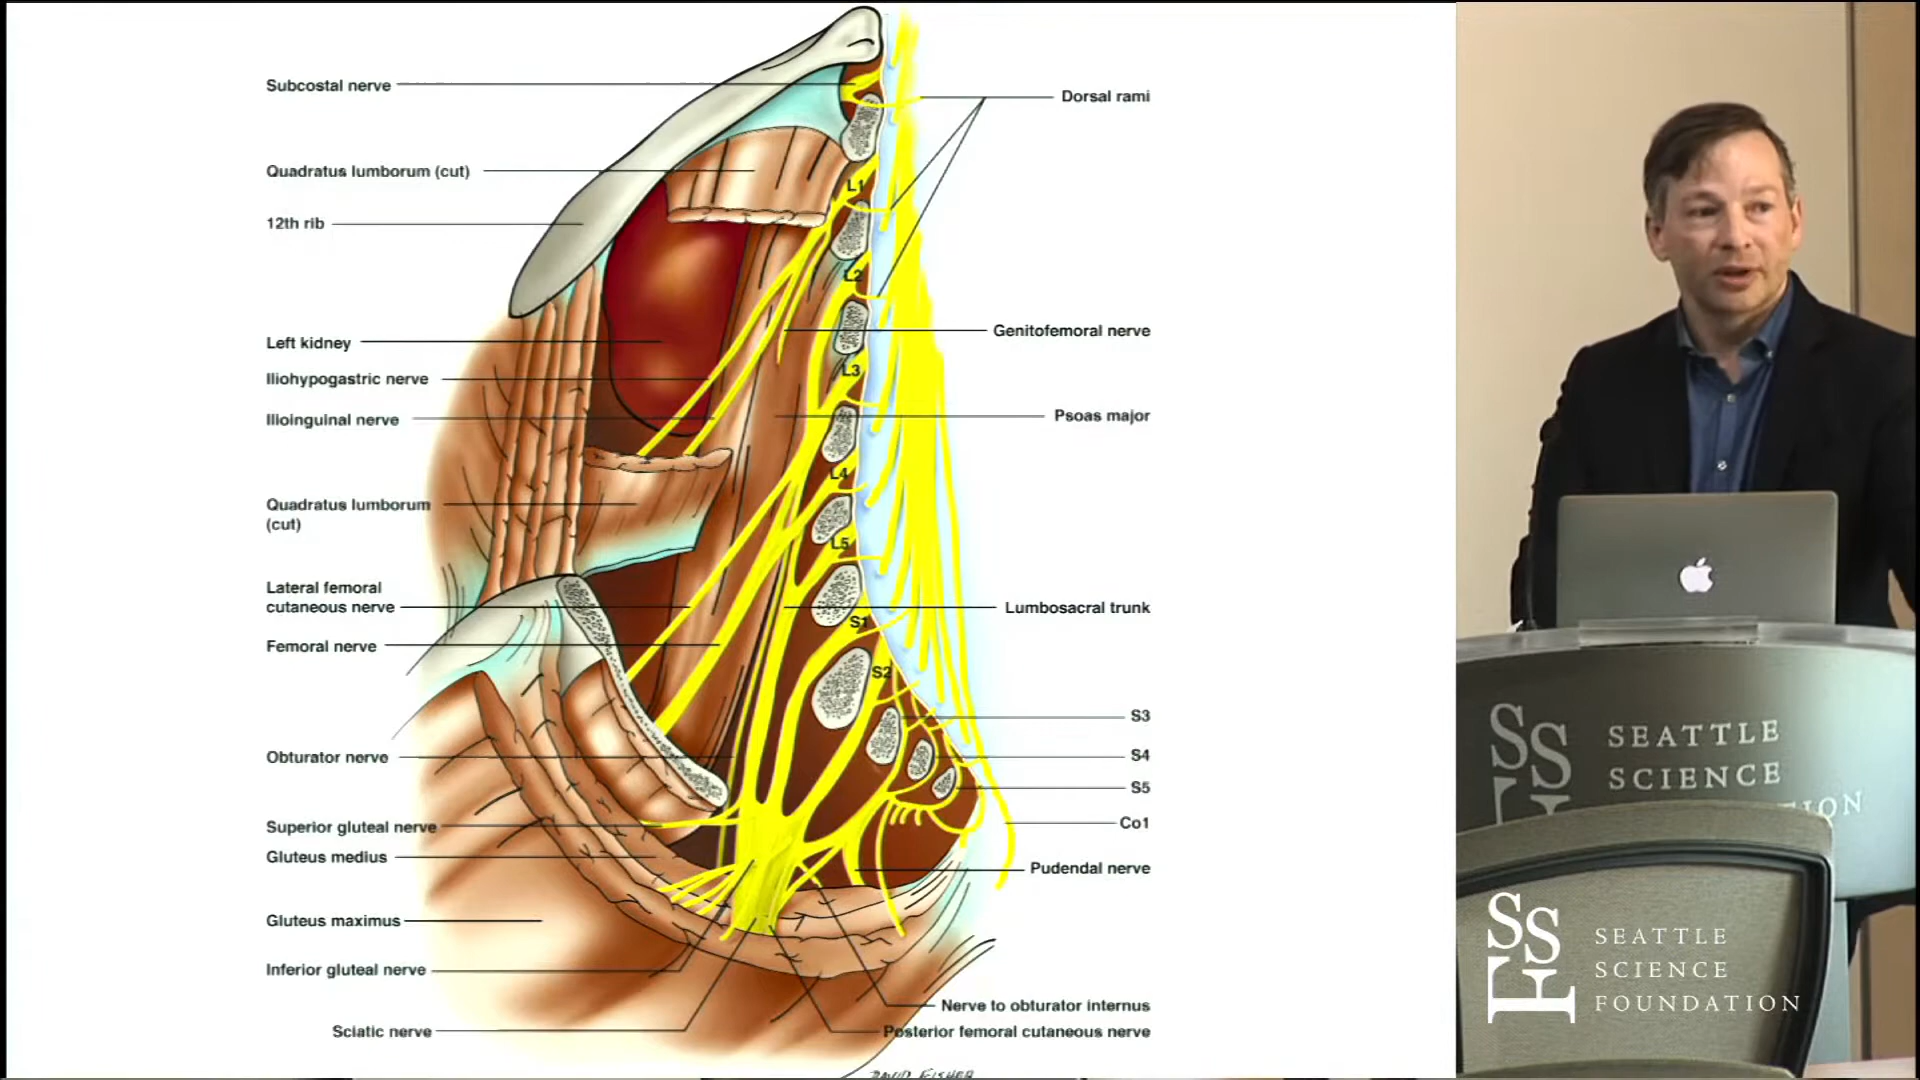 Subcostal nerve
Dorsal rami
Quadratus lumborum (cut)
L1
12th rib
L2
Genitofemoral nerve
Left kidney
L3
Iliohypogastric nerve
Ilioinguinal nerve
Psoas major
L4
Quadratus lumborum
(cut)
L5
Lateral femoral
cutaneous nerve
Lumbosacral trunk
S1
Femoral nerve
S2
S3
Obturator nerve
S4
S5
Superior gluteal nerve
Co1
Gluteus medius
Pudendal nerve
Gluteus maximus
Inferior gluteal nerve
Nerve to obturator internus
Sciatic nerve
Posterior femoral cutaneous nerve
DAVID FISHER
SSF
SEATTLE
SCIENCE
TION
SSF
SEATTLE
SCIENCE
FOUNDATION